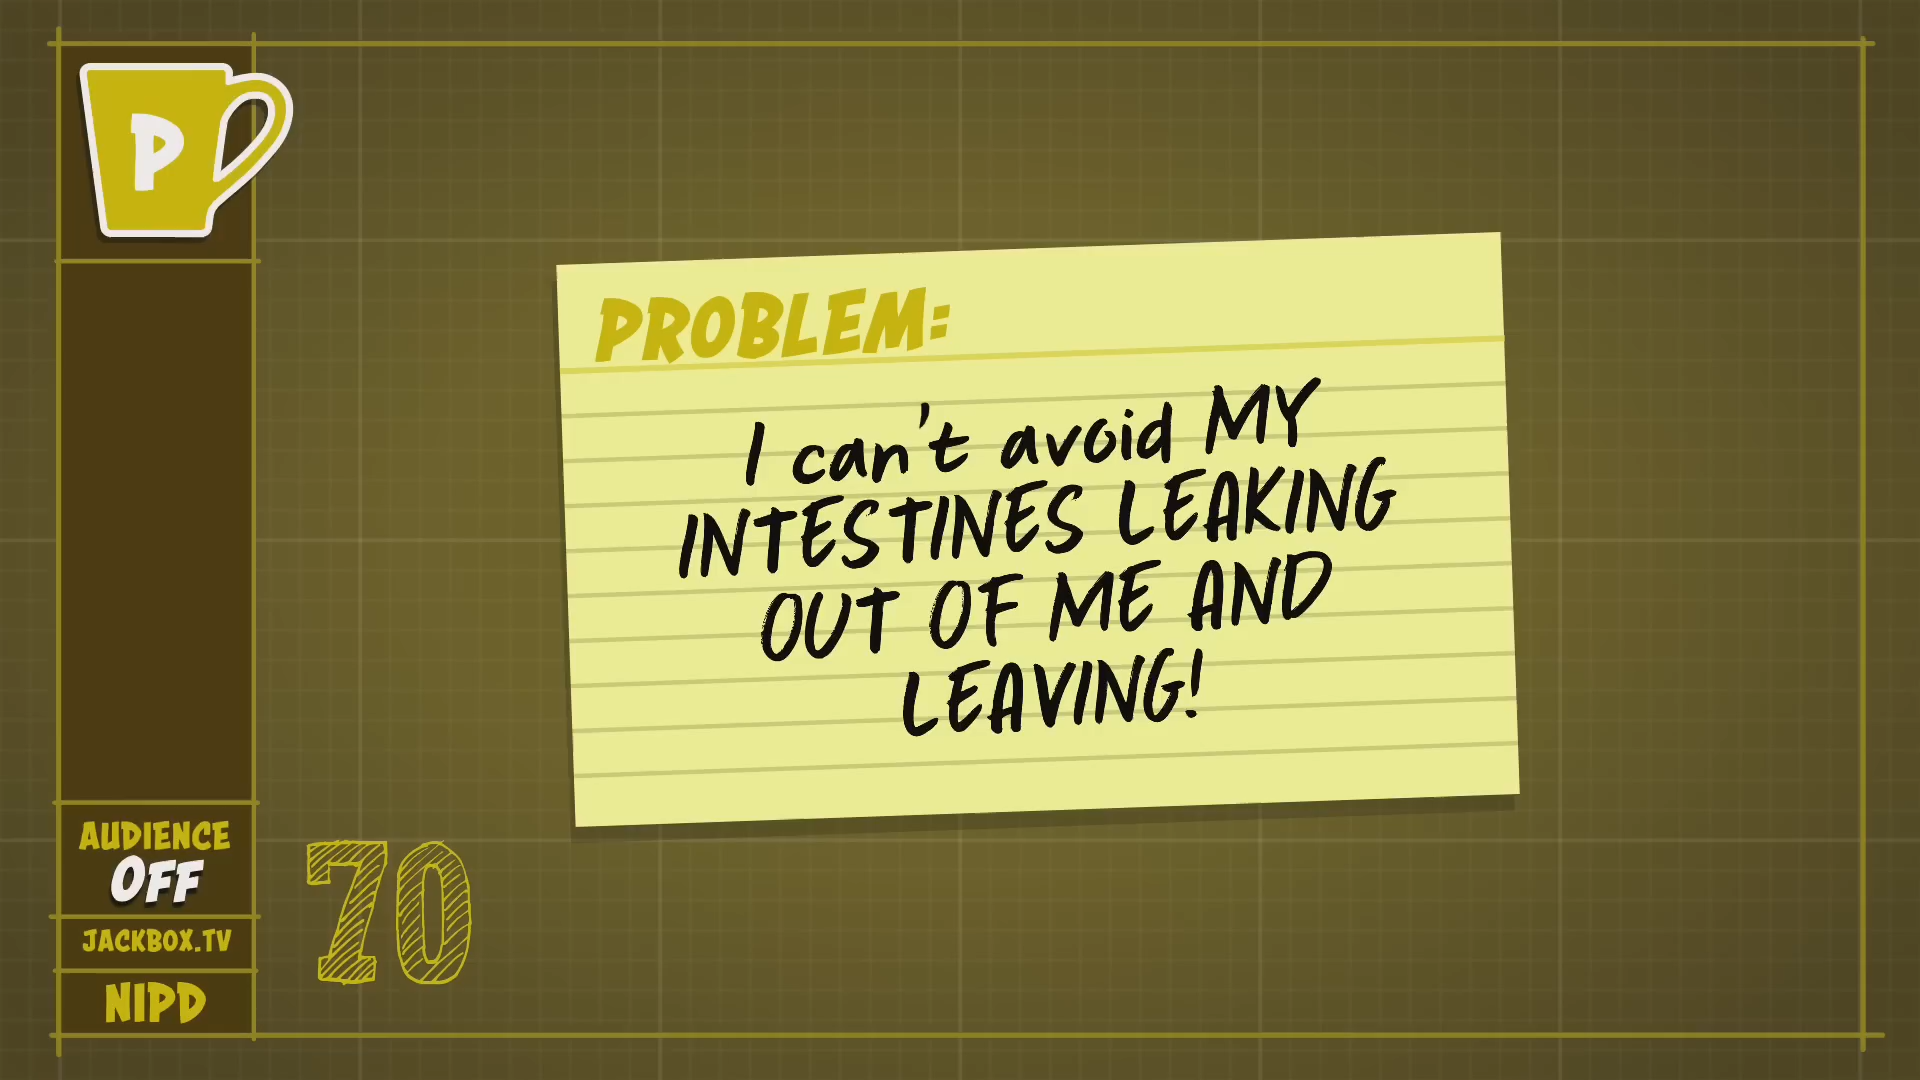 P
PROBLEM:
I can't avoid MY
INTESTINES LEAKING
OUT OF ME AND
LEAVING!
AUDIENCE
OFF
JACKBOX.TV
NIPD
70